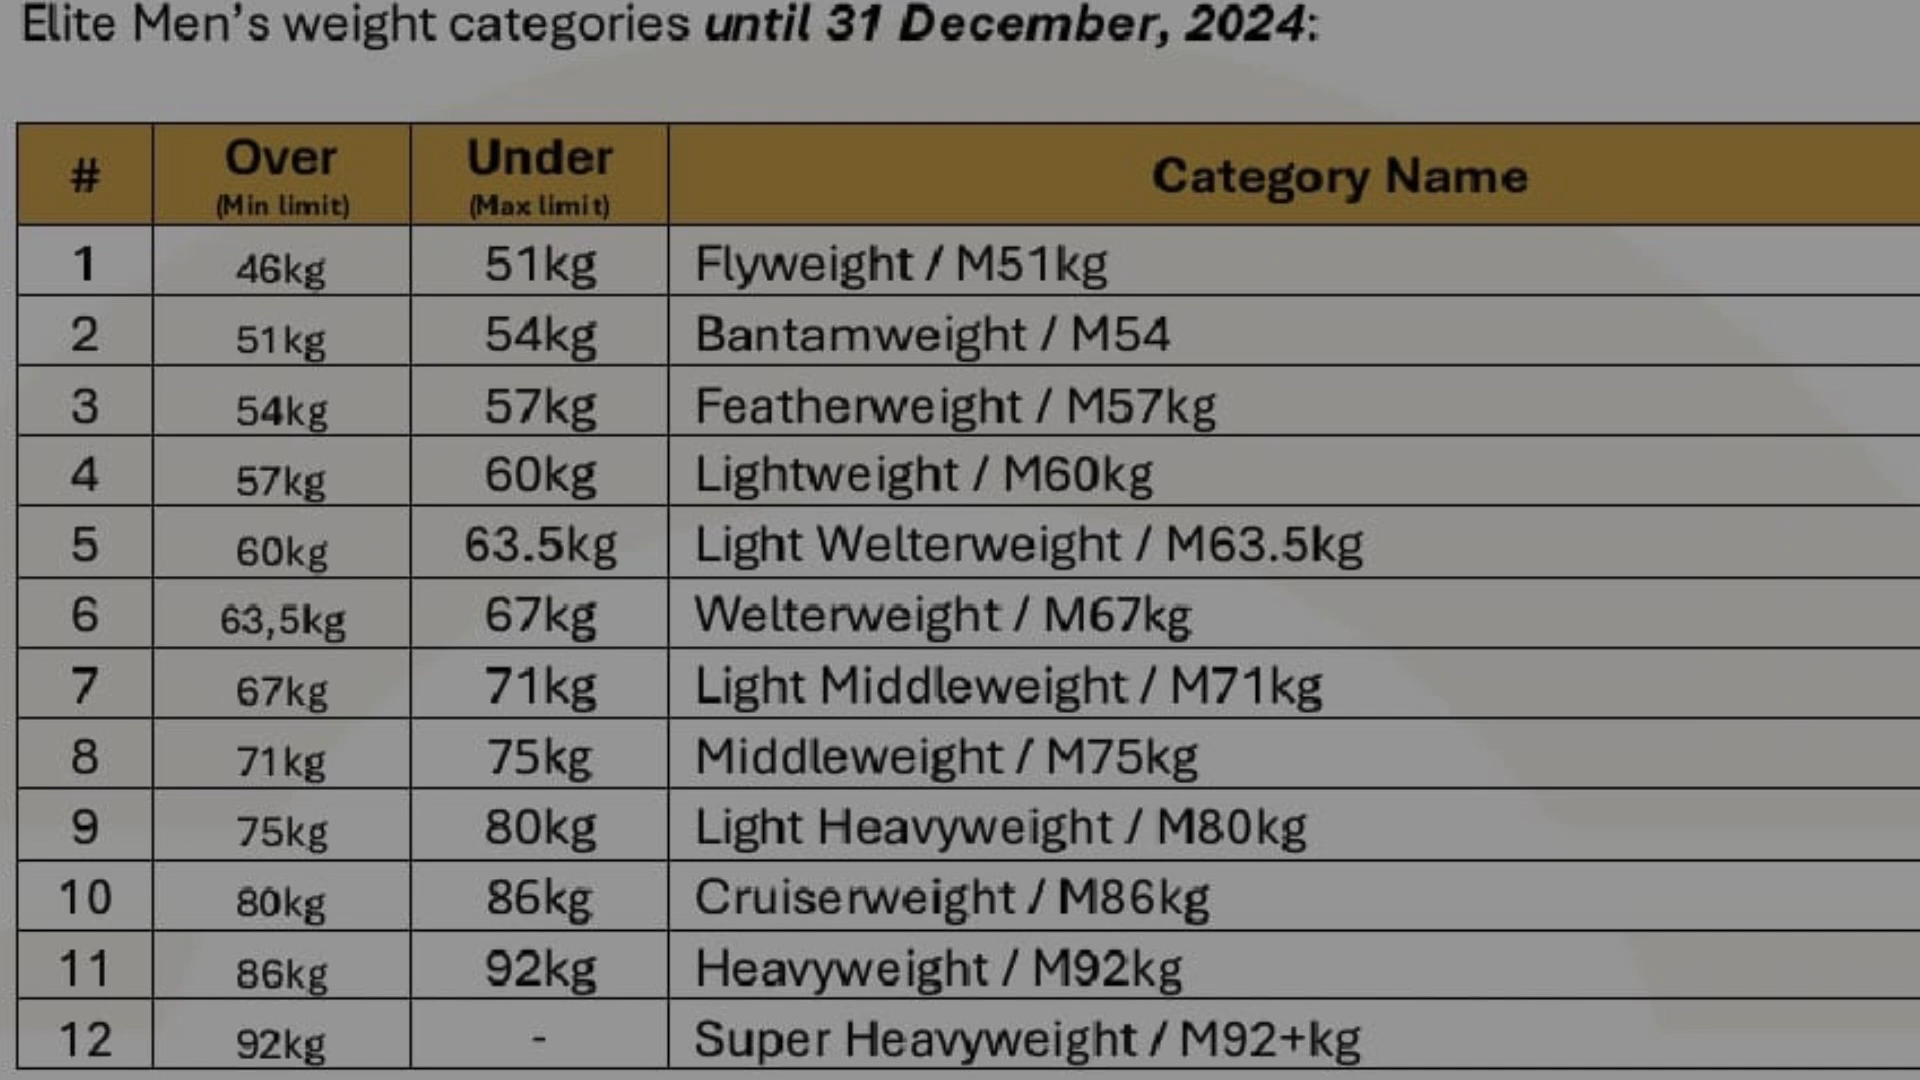 Elite Men’s weight categories until 31 December, 2024:
# Over (Min limit) Under (Max limit) Category Name
1 46kg 51kg Flyweight / M51kg
2 51kg 54kg Bantamweight / M54
3 54kg 57kg Featherweight / M57kg
4 57kg 60kg Lightweight / M60kg
5 60kg 63.5kg Light Welterweight / M63.5kg
6 63,5kg 67kg Welterweight / M67kg
7 67kg 71kg Light Middleweight / M71kg
8 71kg 75kg Middleweight / M75kg
9 75kg 80kg Light Heavyweight / M80kg
10 80kg 86kg Cruiserweight / M86kg
11 86kg 92kg Heavyweight / M92kg
12 92kg - Super Heavyweight / M92+kg